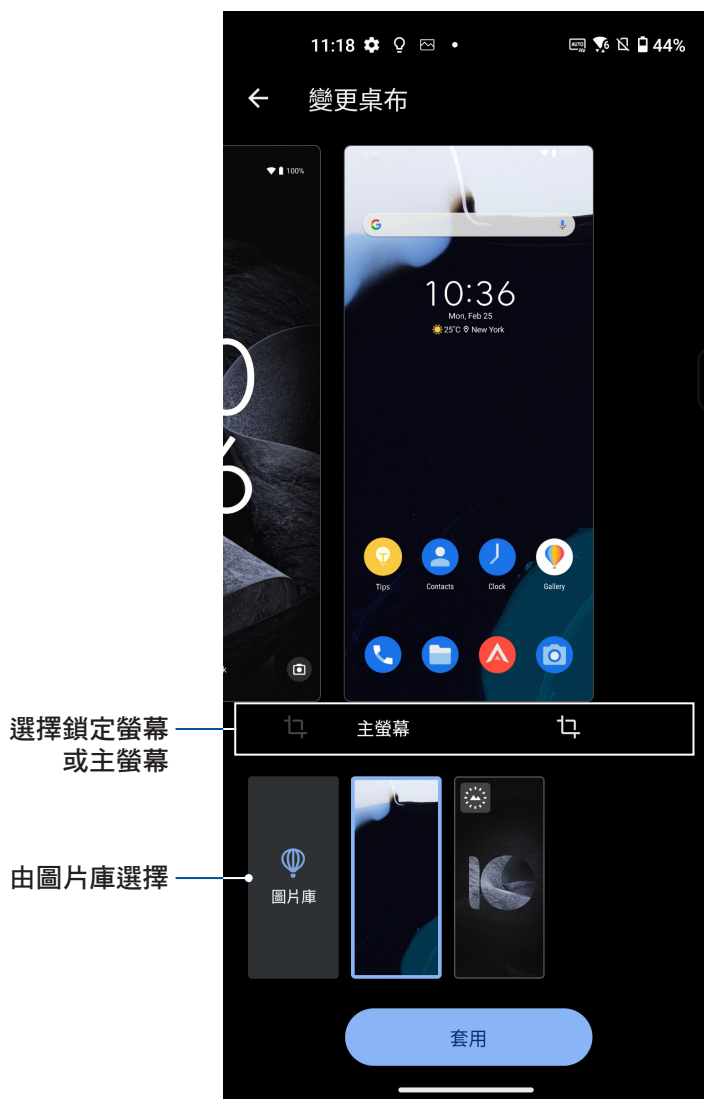 11:18
44%
變更桌布
100%
10:36
Mon, Feb 25
25°C New York
Tips
Contacts
Clock
Gallery
選擇鎖定螢幕
或主螢幕
主螢幕
由圖片庫選擇
圖片庫
套用